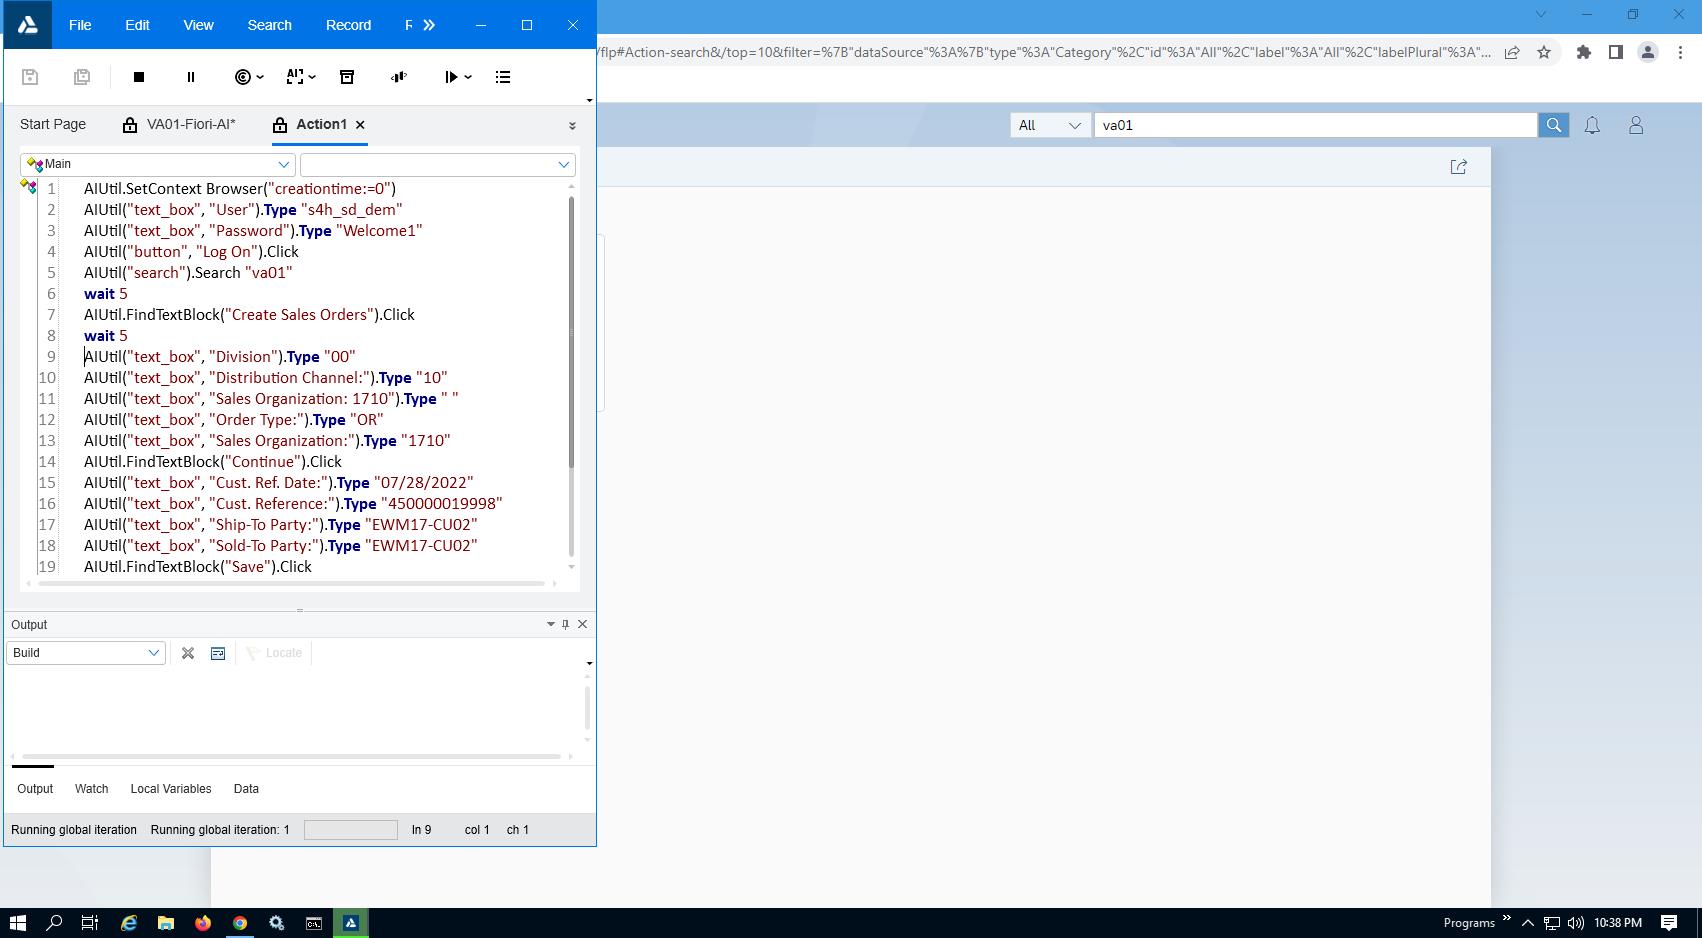 File Edit View Search Record R »
/flp#Action-search&/top=10&filter=%7B"dataSource"%3A%7B"type"%3A"Category"%2C"id"%3A"All"%2C"label"%3A"All"%2C"labelPlural"%3A"...
Start Page VA01-Fiori-AI* Action1
All va01
Main
1 AIUtil.SetContext Browser("creationtime:=0")
2 AIUtil("text_box", "User").Type "s4h_sd_dem"
3 AIUtil("text_box", "Password").Type "Welcome1"
4 AIUtil("button", "Log On").Click
5 AIUtil("search").Search "va01"
6 wait 5
7 AIUtil.FindTextBlock("Create Sales Orders").Click
8 wait 5
9 AIUtil("text_box", "Division").Type "00"
10 AIUtil("text_box", "Distribution Channel:").Type "10"
11 AIUtil("text_box", "Sales Organization: 1710").Type " "
12 AIUtil("text_box", "Order Type:").Type "OR"
13 AIUtil("text_box", "Sales Organization:").Type "1710"
14 AIUtil.FindTextBlock("Continue").Click
15 AIUtil("text_box", "Cust. Ref. Date:").Type "07/28/2022"
16 AIUtil("text_box", "Cust. Reference:").Type "450000019998"
17 AIUtil("text_box", "Ship-To Party:").Type "EWM17-CU02"
18 AIUtil("text_box", "Sold-To Party:").Type "EWM17-CU02"
19 AIUtil.FindTextBlock("Save").Click
Output
Build Locate
Output Watch Local Variables Data
Running global iteration Running global iteration: 1 ln 9 col 1 ch 1
Programs » 10:38 PM